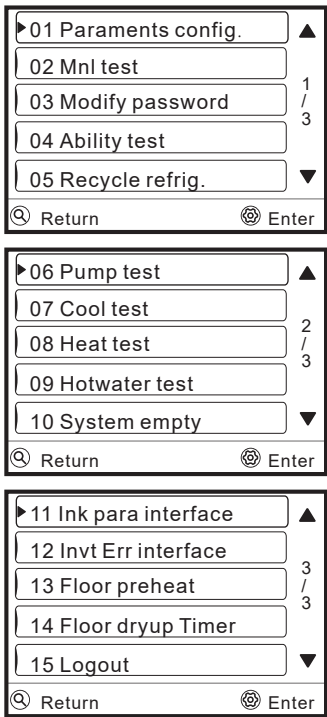 01 Paraments config.
02 Mnl test
03 Modify password
04 Ability test
05 Recycle refrig.
1
/
3
Return Enter
06 Pump test
07 Cool test
08 Heat test
09 Hotwater test
10 System empty
2
/
3
Return Enter
11 Ink para interface
12 Invt Err interface
13 Floor preheat
14 Floor dryup Timer
15 Logout
3
/
3
Return Enter